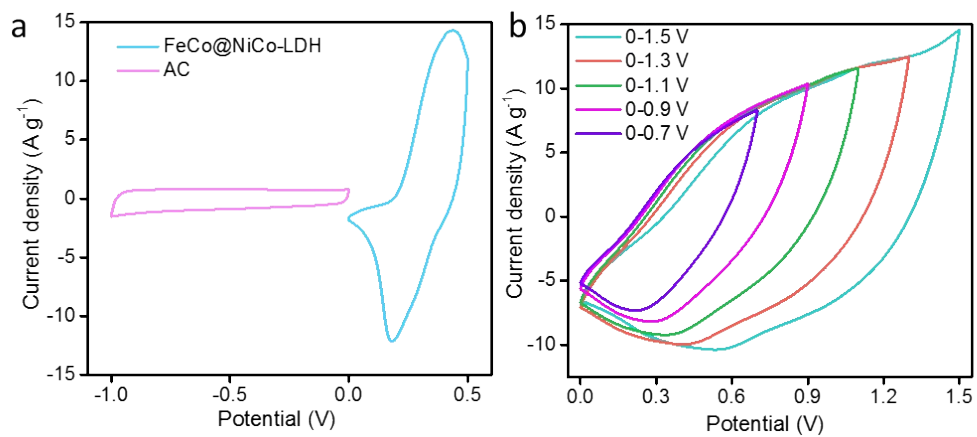 a
FeCo@NiCo-LDH
AC
15
10
5
0
-5
-10
-15
-1.0
-0.5
0.0
0.5
Current density (A g⁻¹)
Potential (V)
b
0-1.5 V
0-1.3 V
0-1.1 V
0-0.9 V
0-0.7 V
15
10
5
0
-5
-10
0.0
0.3
0.6
0.9
1.2
1.5
Current density (A g⁻¹)
Potential (V)